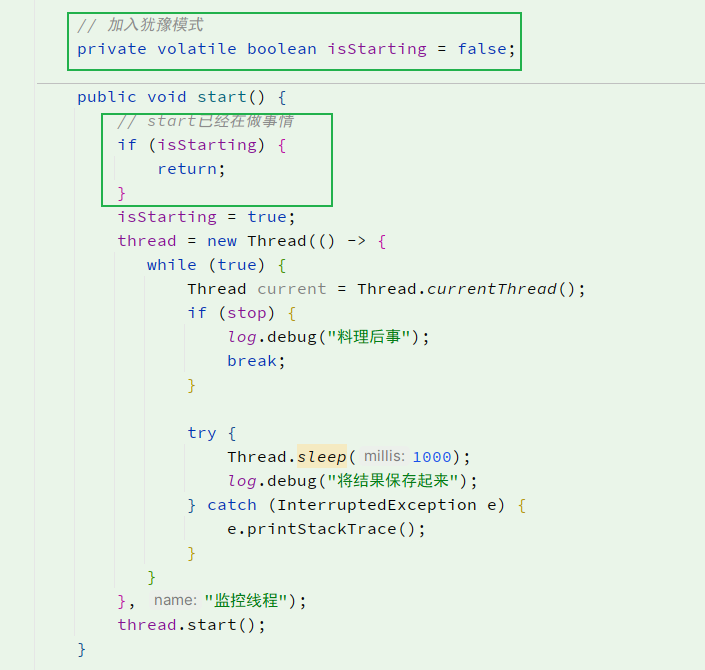 // 加入犹豫模式
private volatile boolean isStarting = false;
public void start() {
// start已经在做事情
if (isStarting) {
return;
}
isStarting = true;
thread = new Thread(() -> {
while (true) {
Thread current = Thread.currentThread();
if (stop) {
log.debug("料理后事");
break;
}
try {
Thread.sleep( millis: 1000);
log.debug("将结果保存起来");
} catch (InterruptedException e) {
e.printStackTrace();
}
}
}, name: "监控线程");
thread.start();
}